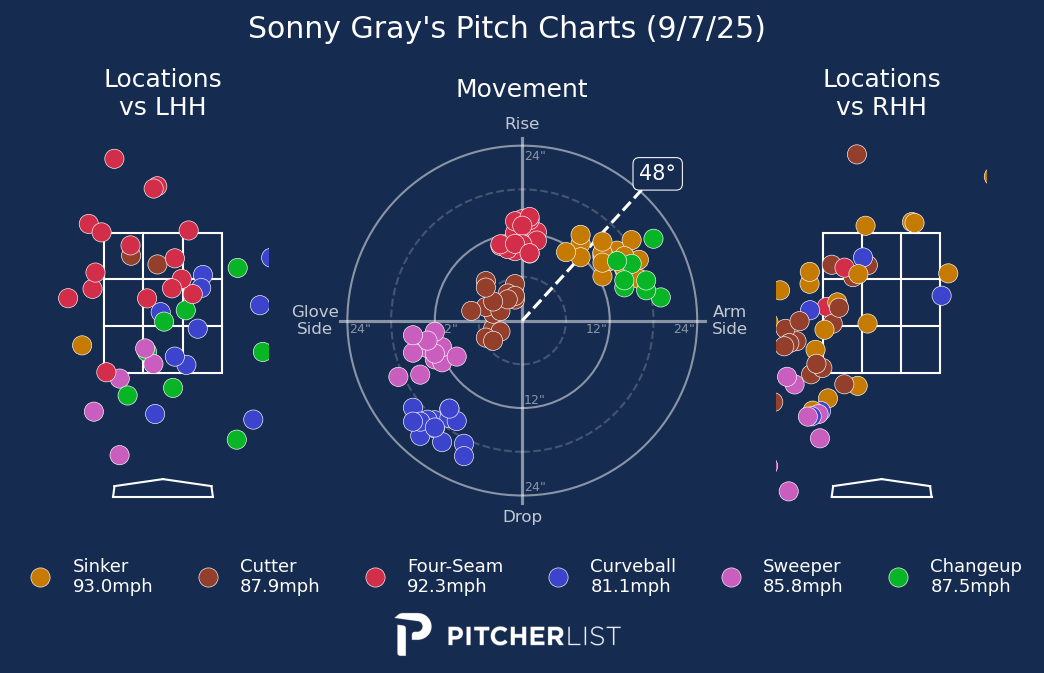 Sonny Gray's Pitch Charts (9/7/25)
Locations
vs LHH
Movement
Locations
vs RHH
Rise
24"
48°
Glove
Side
24"
12"
12"
24"
Arm
Side
12"
24"
Drop
Sinker
93.0mph
Cutter
87.9mph
Four-Seam
92.3mph
Curveball
81.1mph
Sweeper
85.8mph
Changeup
87.5mph
PITCHERLIST